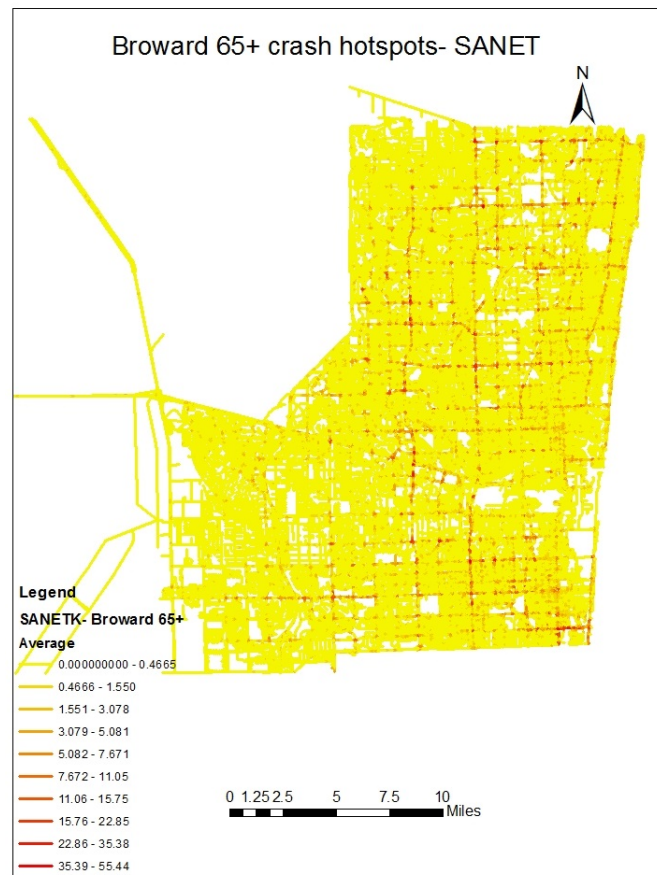 Broward 65+ crash hotspots- SANET
N
Legend
SANETK- Broward 65+
Average
0.000000000 - 0.4665
0.4666 - 1.550
1.551 - 3.078
3.079 - 5.081
5.082 - 7.671
7.672 - 11.05
11.06 - 15.75
15.76 - 22.85
22.86 - 35.38
35.39 - 55.44
0 1.25 2.5 5 7.5 10
Miles